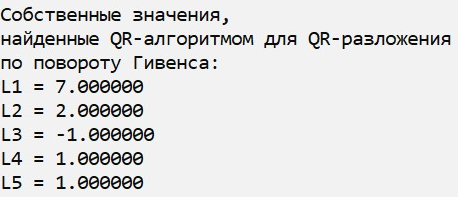 Собственные значения,
найденные QR-алгоритмом для QR-разложения
по повороту Гивенса:
L1 = 7.000000
L2 = 2.000000
L3 = -1.000000
L4 = 1.000000
L5 = 1.000000